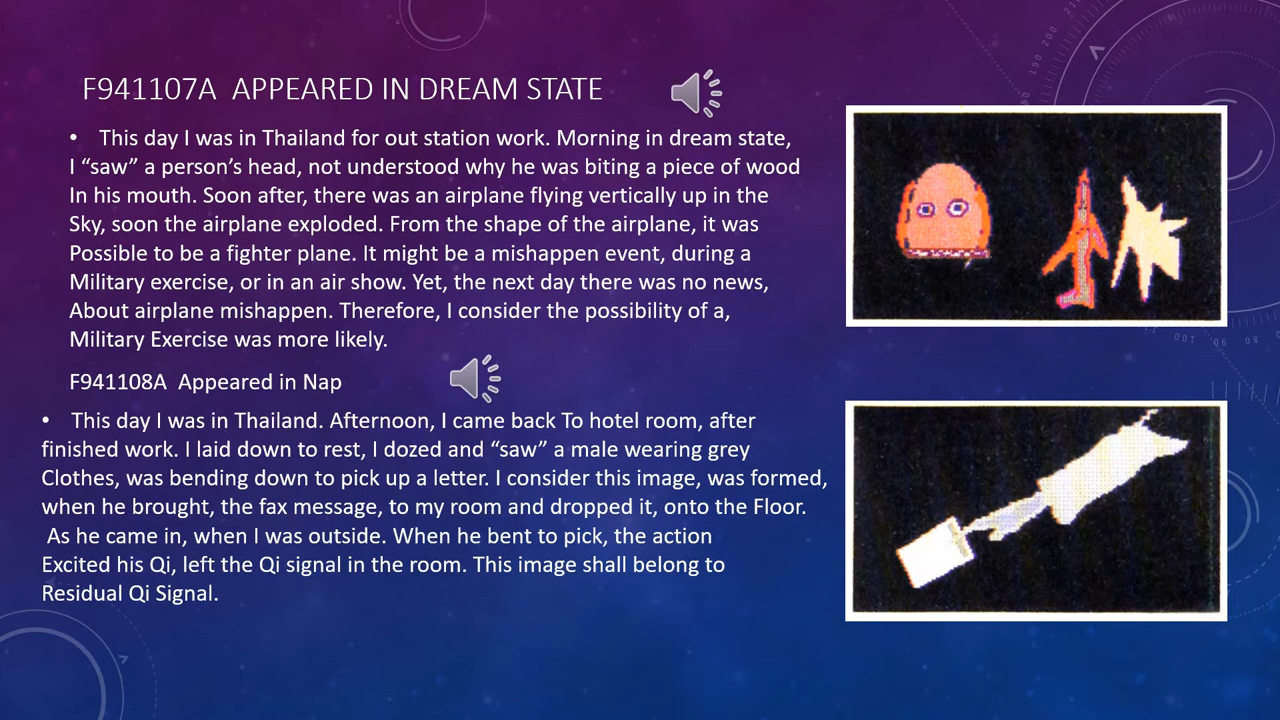 F941107A APPEARED IN DREAM STATE
• This day I was in Thailand for out station work. Morning in dream state,
I “saw” a person’s head, not understood why he was biting a piece of wood
In his mouth. Soon after, there was an airplane flying vertically up in the
Sky, soon the airplane exploded. From the shape of the airplane, it was
Possible to be a fighter plane. It might be a mishappen event, during a
Military exercise, or in an air show. Yet, the next day there was no news,
About airplane mishappen. Therefore, I consider the possibility of a,
Military Exercise was more likely.
F941108A Appeared in Nap
• This day I was in Thailand. Afternoon, I came back To hotel room, after
finished work. I laid down to rest, I dozed and “saw” a male wearing grey
Clothes, was bending down to pick up a letter. I consider this image, was formed,
when he brought, the fax message, to my room and dropped it, onto the Floor.
As he came in, when I was outside. When he bent to pick, the action
Excited his Qi, left the Qi signal in the room. This image shall belong to
Residual Qi Signal.
190 200 210
100 90 80